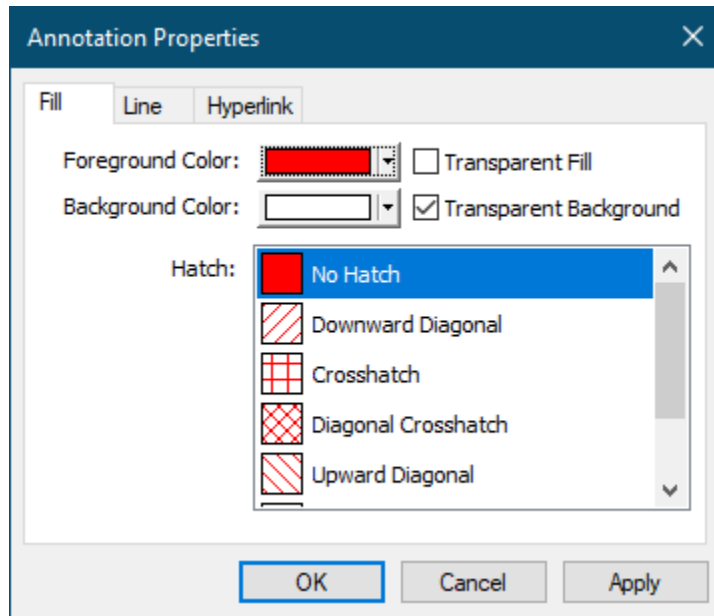 Annotation Properties
Fill Line Hyperlink
Foreground Color: Transparent Fill
Background Color: Transparent Background
Hatch: No Hatch
Downward Diagonal
Crosshatch
Diagonal Crosshatch
Upward Diagonal
OK Cancel Apply